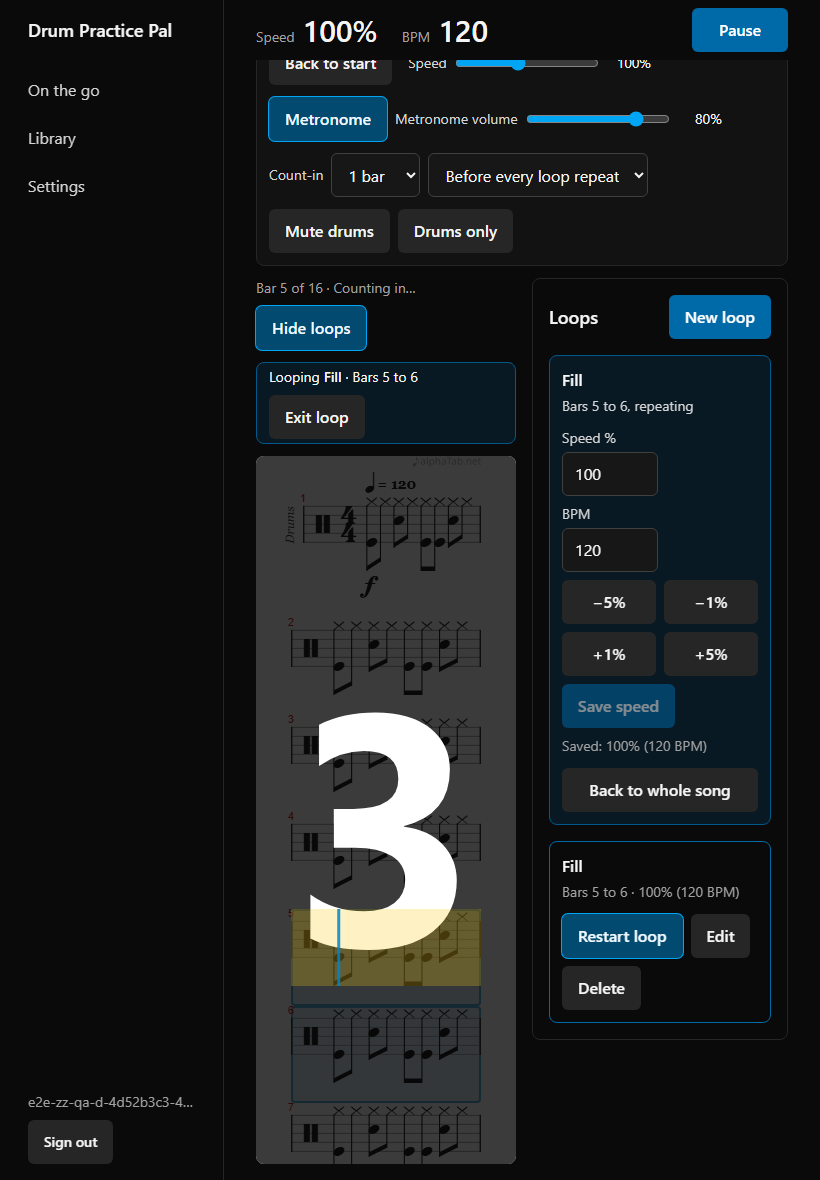 Drum Practice Pal
On the go
Library
Settings
e2e-zz-qa-d-4d52b3c3-4...
Sign out
Speed 100% BPM 120
Pause
Back to start Speed 100%
Metronome Metronome volume 80%
Count-in 1 bar Before every loop repeat
Mute drums Drums only
Bar 5 of 16 · Counting in...
Hide loops
Looping Fill · Bars 5 to 6
Exit loop
♩ alphaTab.net
♩ = 120
1
Drums
4
4
f
2
3
4
3
5
6
7
Loops
New loop
Fill
Bars 5 to 6, repeating
Speed %
100
BPM
120
−5% −1%
+1% +5%
Save speed
Saved: 100% (120 BPM)
Back to whole song
Fill
Bars 5 to 6 · 100% (120 BPM)
Restart loop Edit
Delete